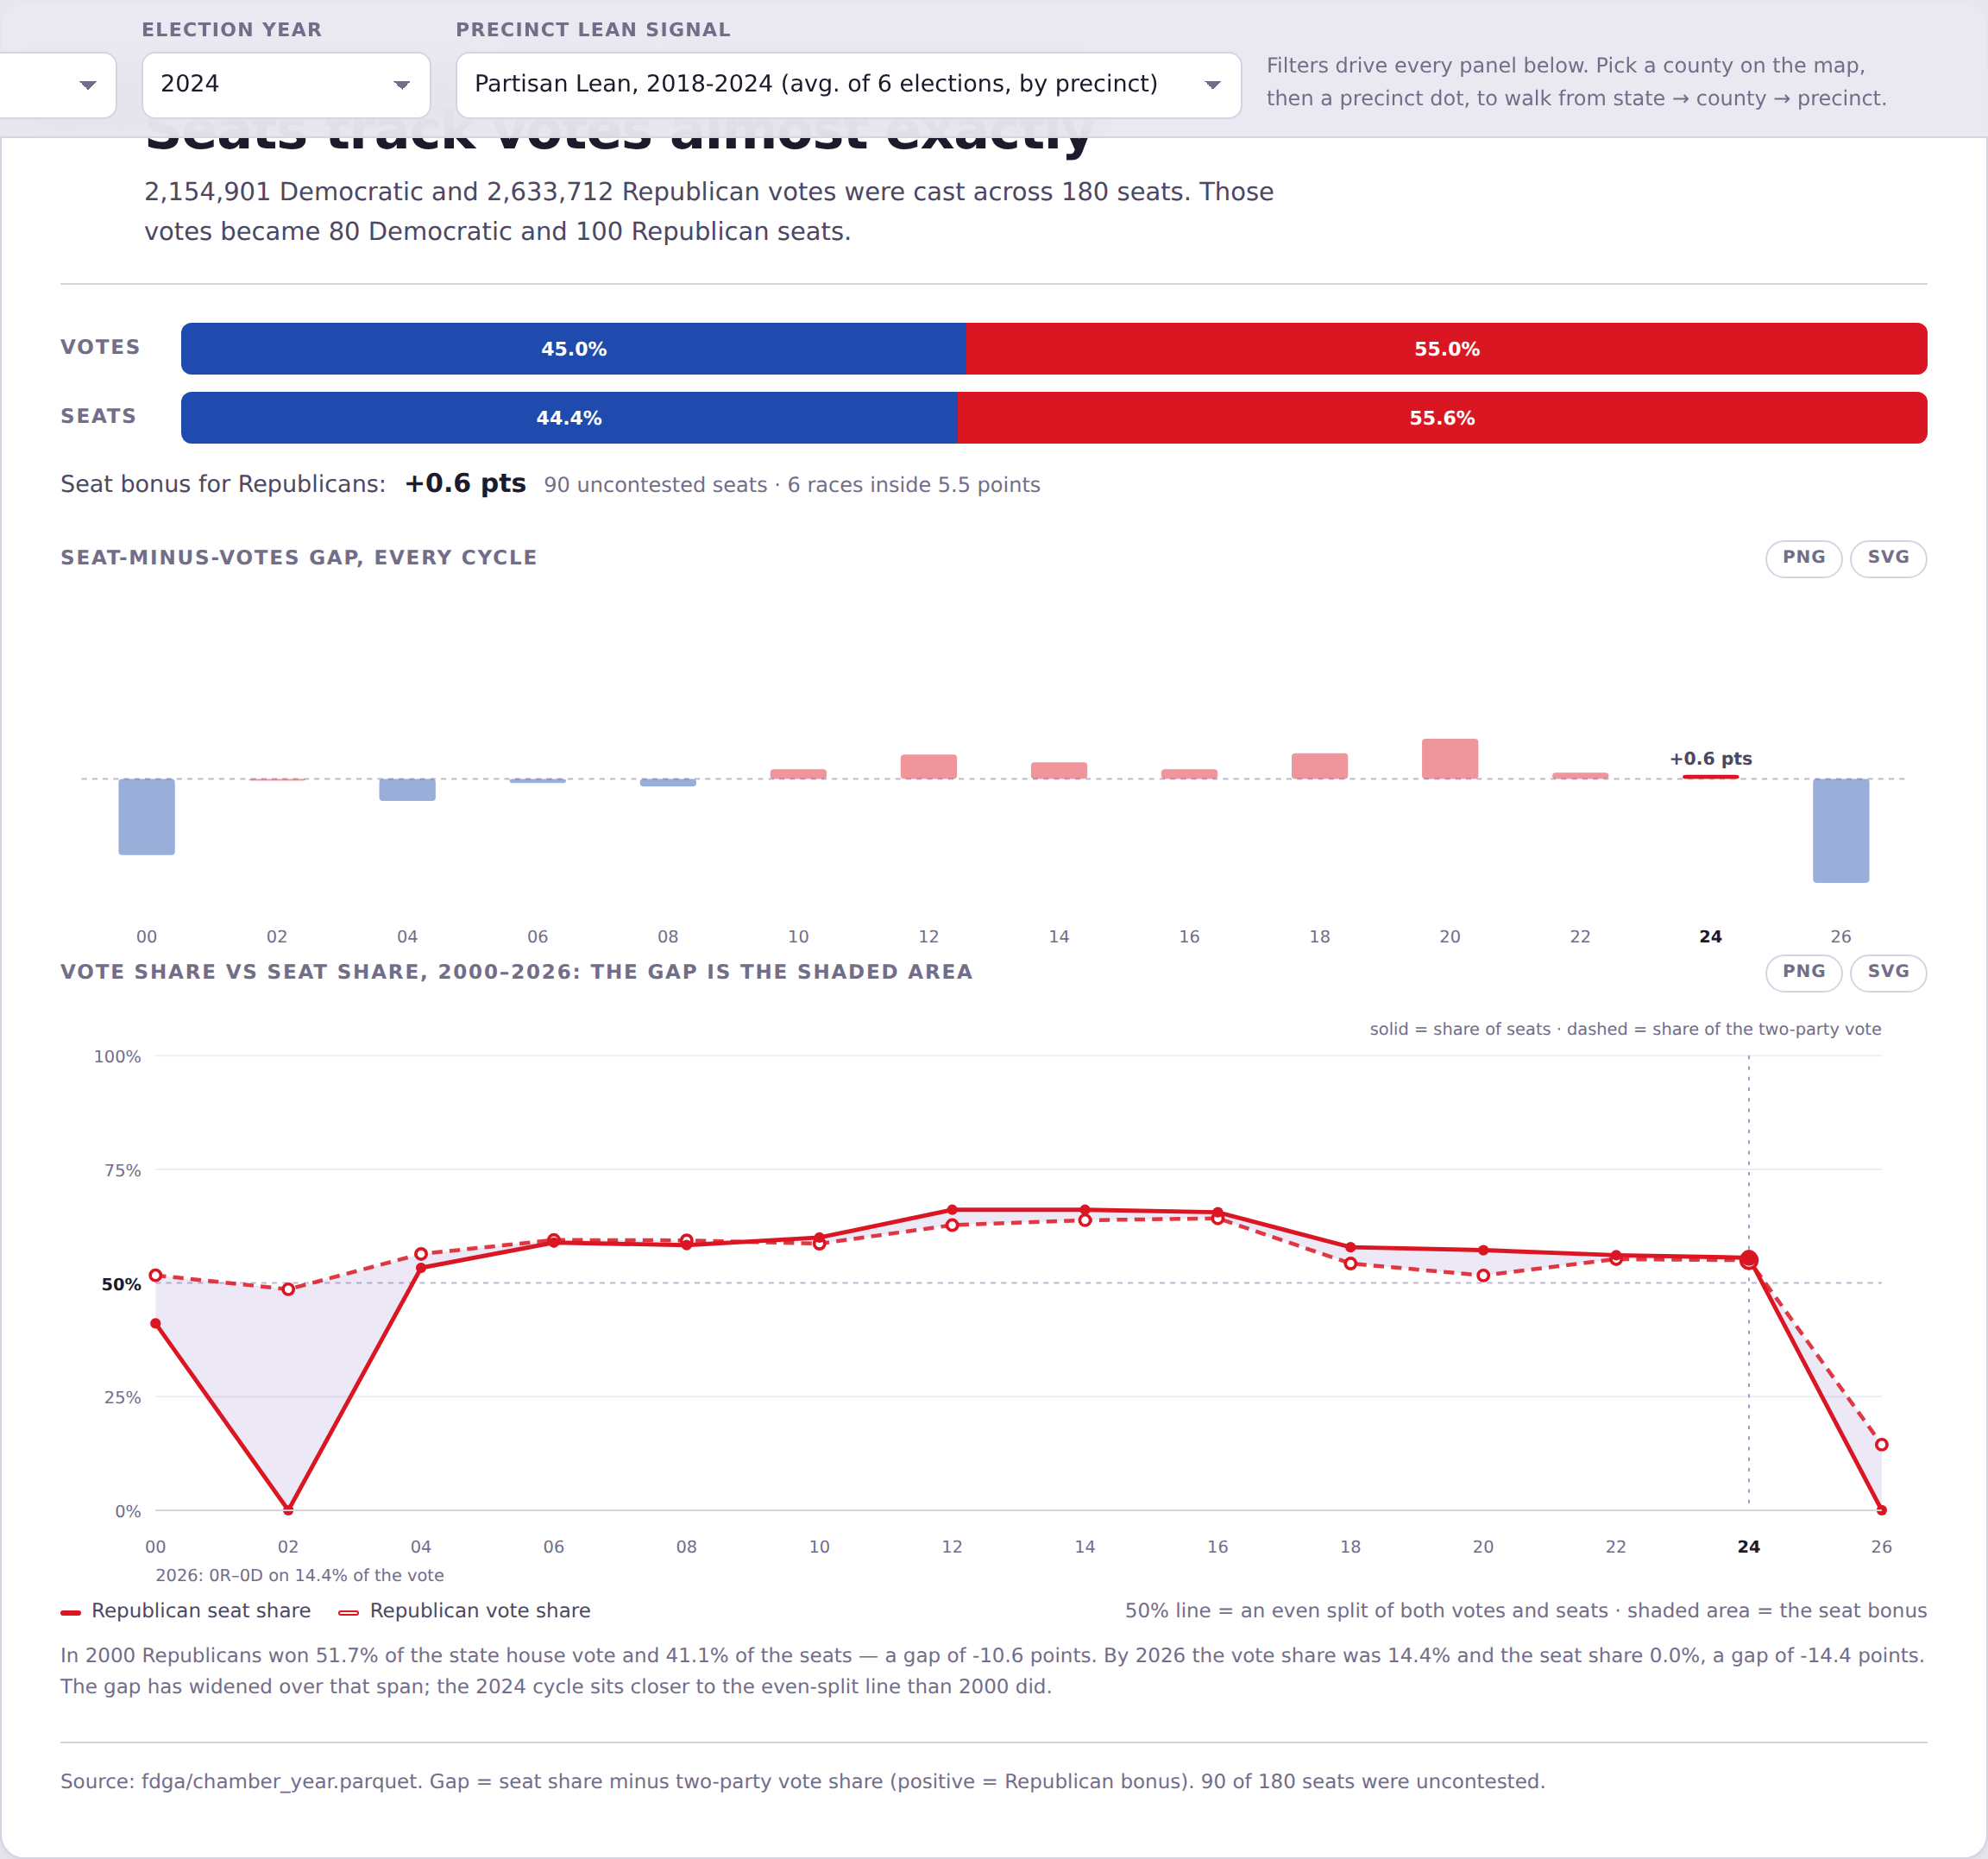 ELECTION YEAR
PRECINCT LEAN SIGNAL
2024
Partisan Lean, 2018-2024 (avg. of 6 elections, by precinct)
Filters drive every panel below. Pick a county on the map,
then a precinct dot, to walk from state → county → precinct.
Seats track votes almost exactly
2,154,901 Democratic and 2,633,712 Republican votes were cast across 180 seats. Those
votes became 80 Democratic and 100 Republican seats.
VOTES
45.0%
55.0%
SEATS
44.4%
55.6%
Seat bonus for Republicans: +0.6 pts 90 uncontested seats · 6 races inside 5.5 points
SEAT-MINUS-VOTES GAP, EVERY CYCLE
PNG
SVG
+0.6 pts
00 02 04 06 08 10 12 14 16 18 20 22 24 26
VOTE SHARE VS SEAT SHARE, 2000–2026: THE GAP IS THE SHADED AREA
PNG
SVG
solid = share of seats · dashed = share of the two-party vote
100%
75%
50%
25%
0%
00 02 04 06 08 10 12 14 16 18 20 22 24 26
2026: 0R–0D on 14.4% of the vote
Republican seat share
Republican vote share
50% line = an even split of both votes and seats · shaded area = the seat bonus
In 2000 Republicans won 51.7% of the state house vote and 41.1% of the seats — a gap of -10.6 points. By 2026 the vote share was 14.4% and the seat share 0.0%, a gap of -14.4 points.
The gap has widened over that span; the 2024 cycle sits closer to the even-split line than 2000 did.
Source: fdga/chamber_year.parquet. Gap = seat share minus two-party vote share (positive = Republican bonus). 90 of 180 seats were uncontested.